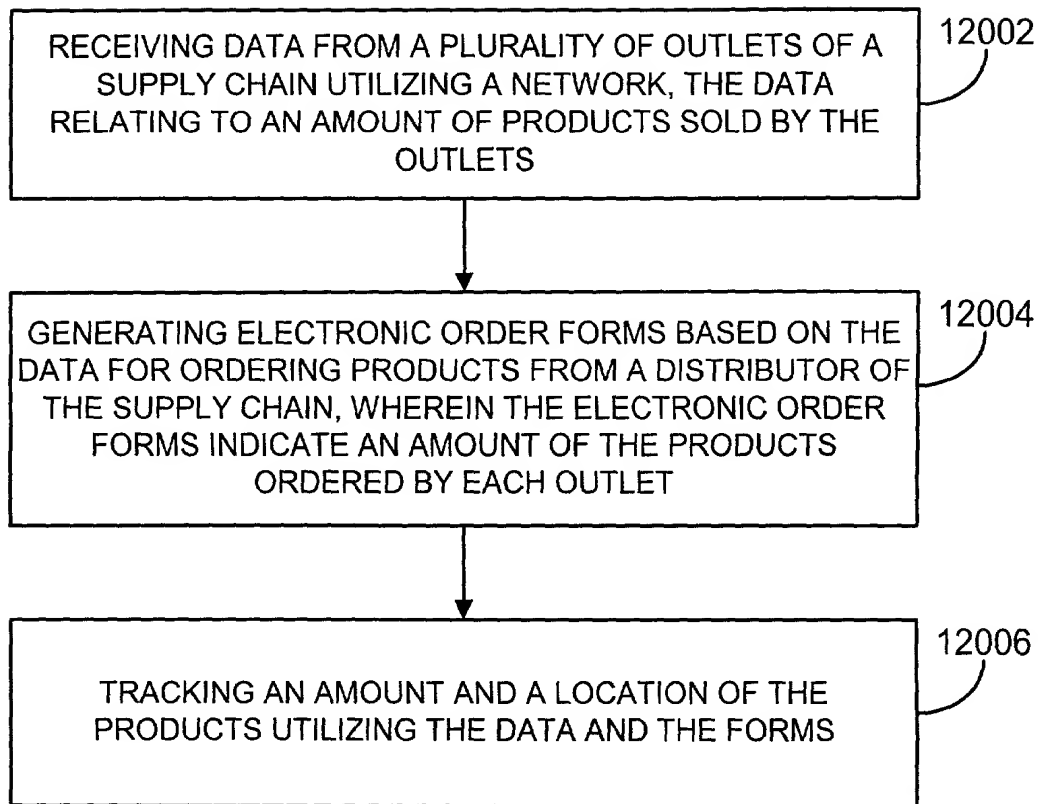 RECEIVING DATA FROM A PLURALITY OF OUTLETS OF A
SUPPLY CHAIN UTILIZING A NETWORK, THE DATA
RELATING TO AN AMOUNT OF PRODUCTS SOLD BY THE
OUTLETS
12002
GENERATING ELECTRONIC ORDER FORMS BASED ON THE
DATA FOR ORDERING PRODUCTS FROM A DISTRIBUTOR OF
THE SUPPLY CHAIN, WHEREIN THE ELECTRONIC ORDER
FORMS INDICATE AN AMOUNT OF THE PRODUCTS
ORDERED BY EACH OUTLET
12004
TRACKING AN AMOUNT AND A LOCATION OF THE
PRODUCTS UTILIZING THE DATA AND THE FORMS
12006